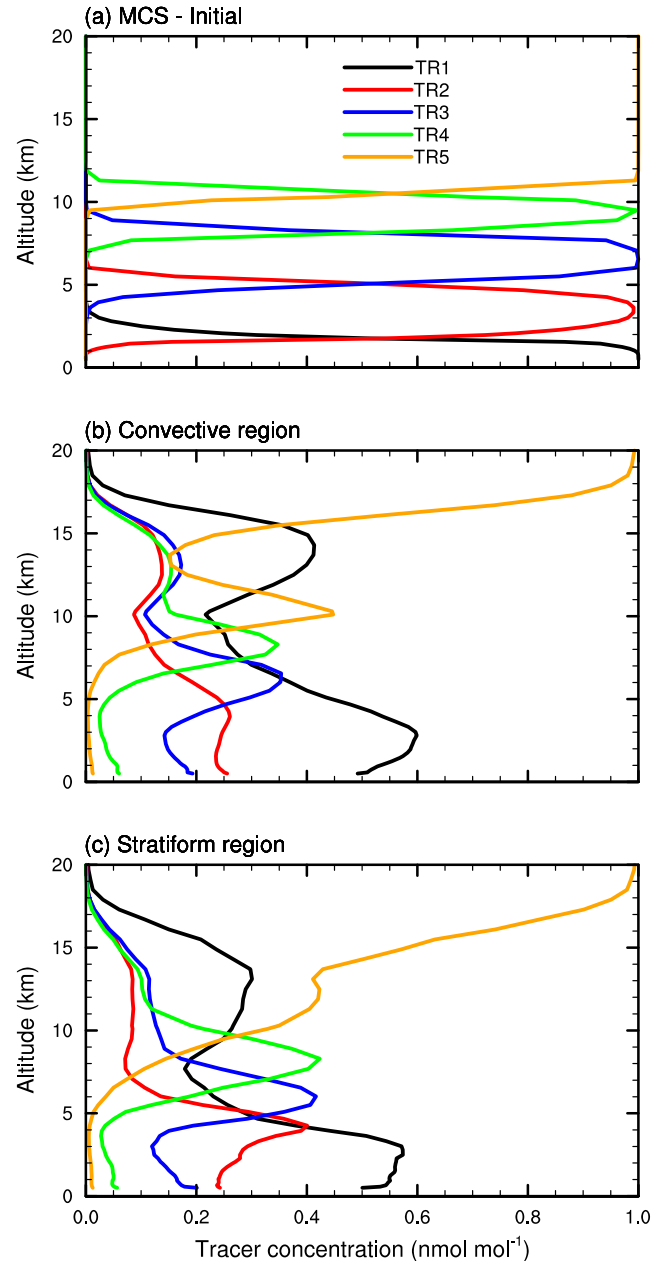 (a) MCS - Initial
20
15
10
5
0
Altitude (km)
TR1
TR2
TR3
TR4
TR5
(b) Convective region
20
15
10
5
0
Altitude (km)
(c) Stratiform region
20
15
10
5
0
Altitude (km)
0.0 0.2 0.4 0.6 0.8 1.0
Tracer concentration (nmol mol⁻¹)